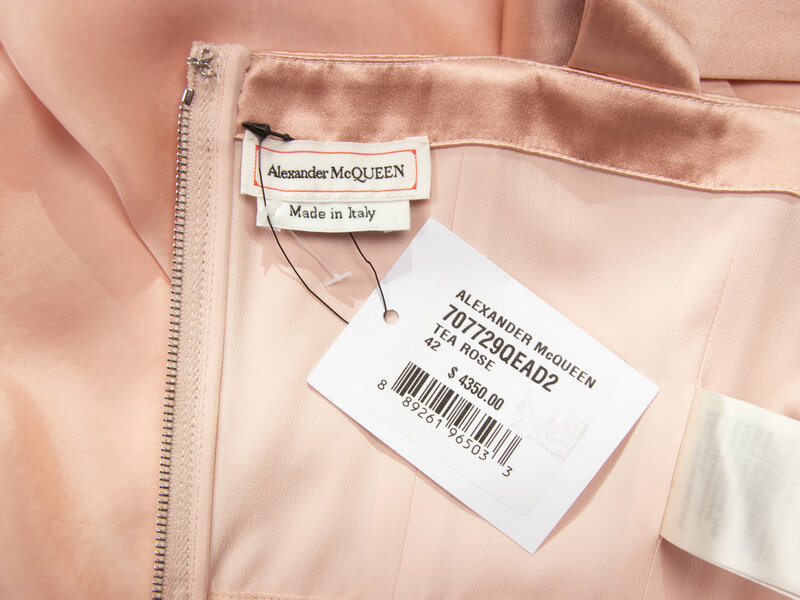 Alexander McQUEEN
Made in Italy
ALEXANDER McQUEEN
707729QEAD2
TEA ROSE
42
$ 4350.00
8 89261 96503 3